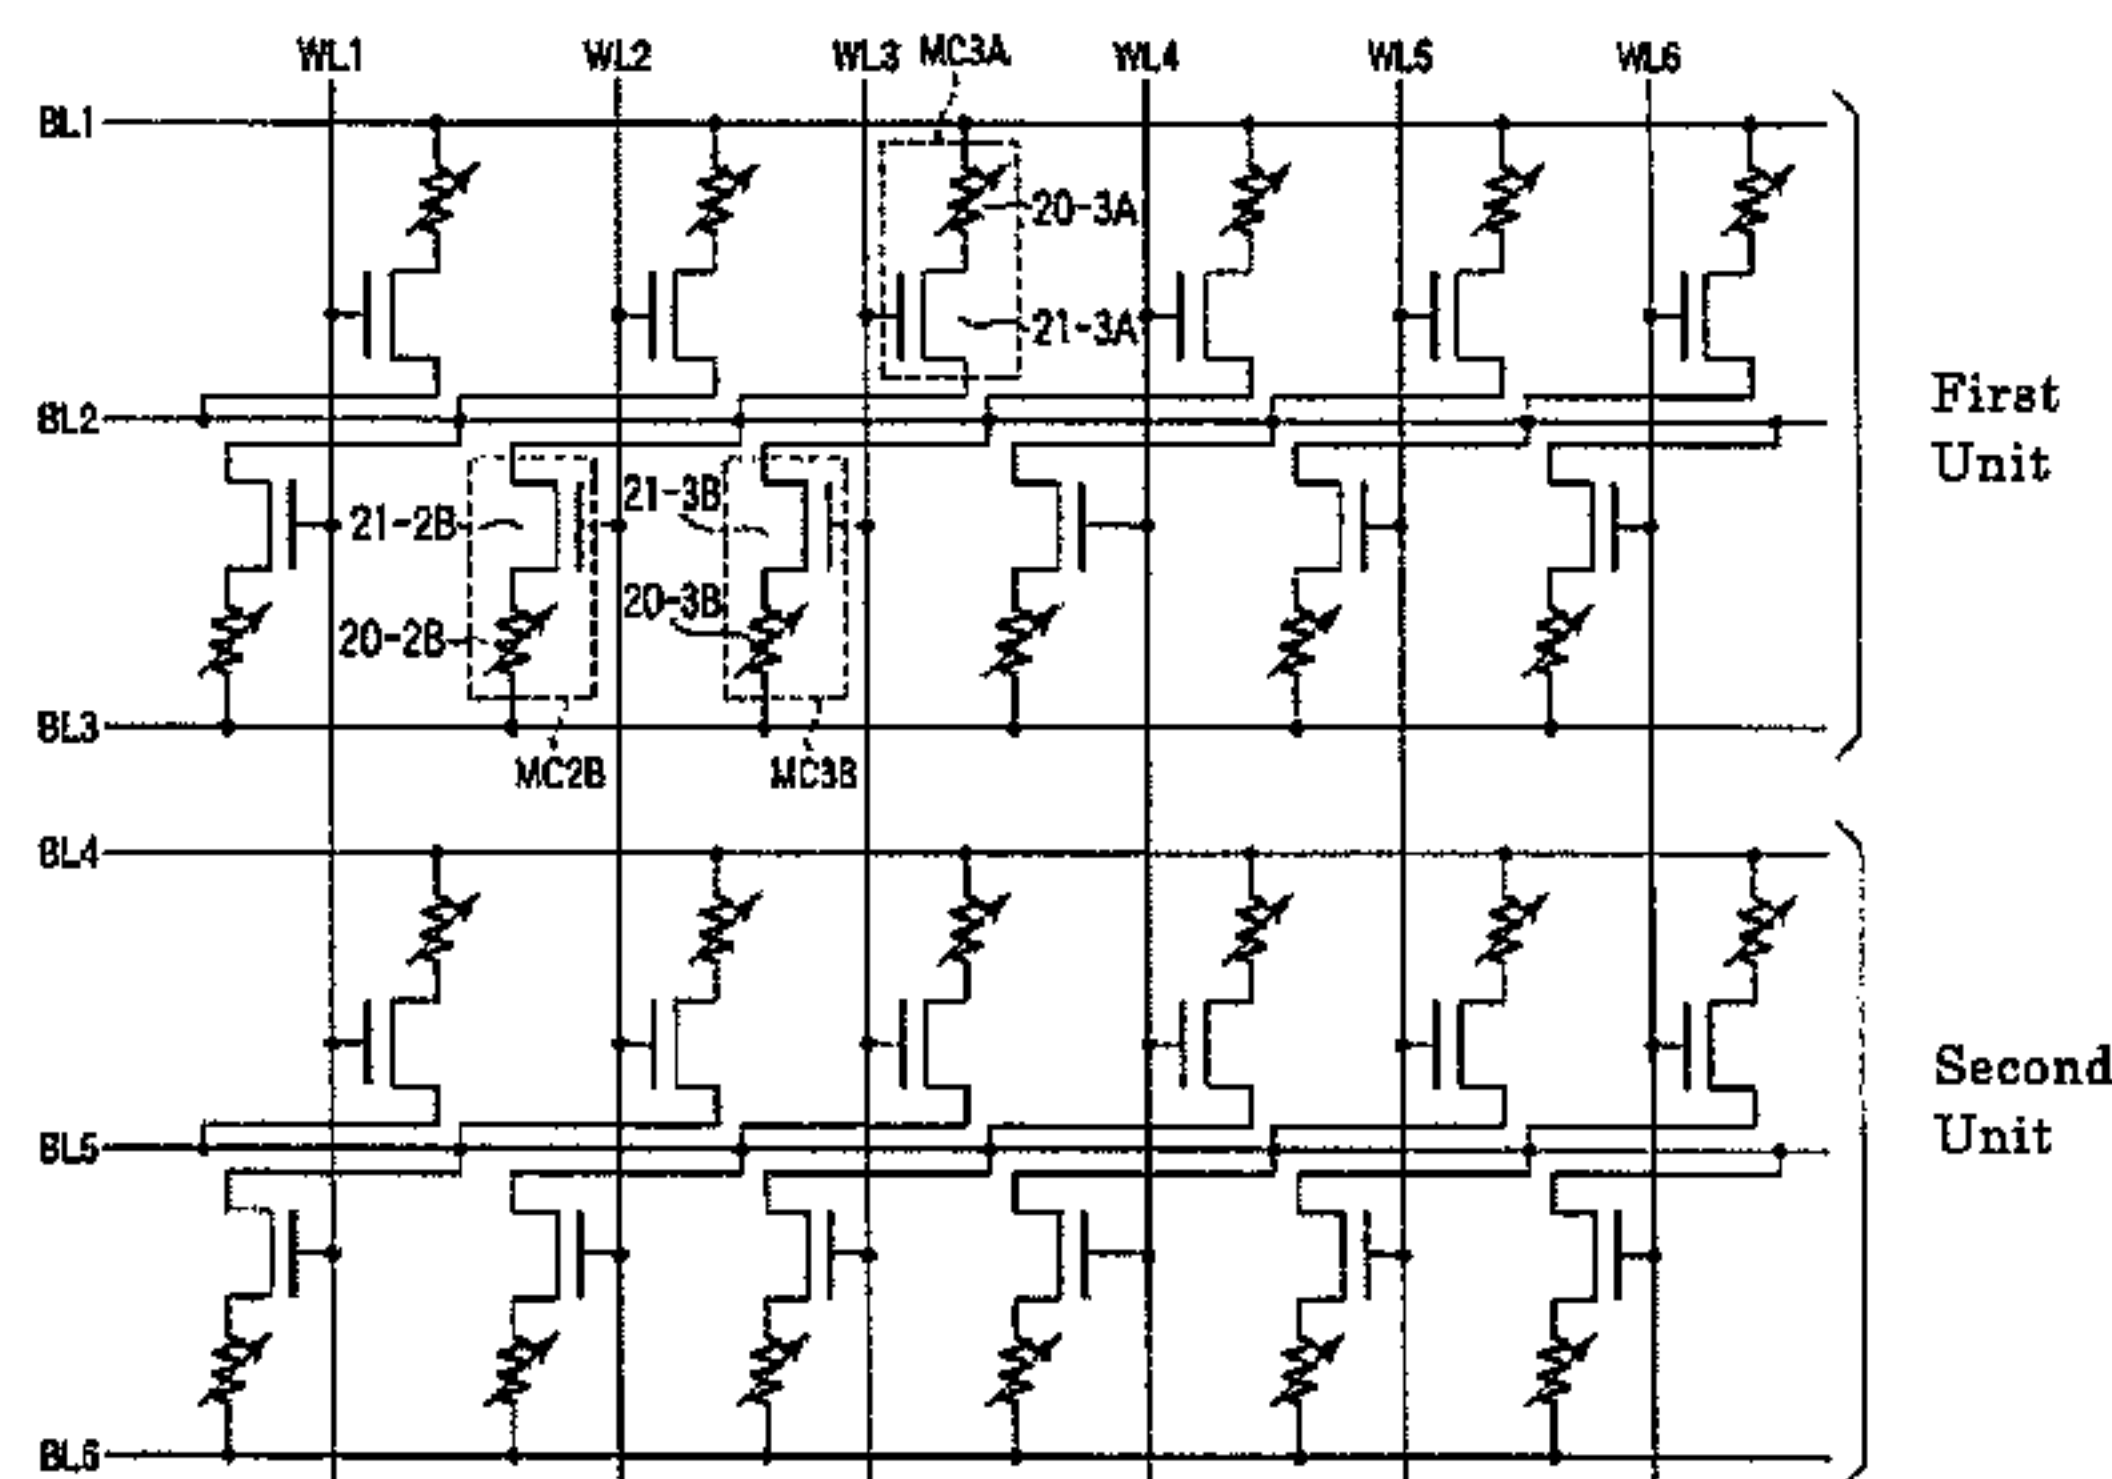 WL1 WL2 WL3 MC3A WL4 WL5 WL6
BL1
20-3A
21-3A
First
Unit
BL2
21-2B
21-3B
20-2B
20-3B
BL3
MC2B MC3B
BL4
Second
Unit
BL5
BL6